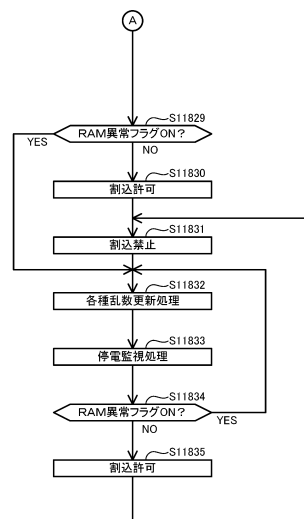 A
S11829
RAM異常フラグON？
YES
NO
S11830
割込許可
S11831
割込禁止
S11832
各種乱数更新処理
S11833
停電監視処理
S11834
RAM異常フラグON？
NO
YES
S11835
割込許可